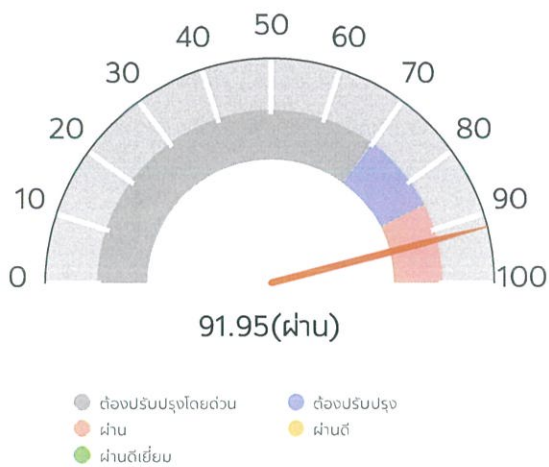 50
40 60
30 70
20 80
10 90
0 100
91.95(ผ่าน)
ต้องปรับปรุงโดยด่วน ต้องปรับปรุง
ผ่าน ผ่านดี
ผ่านดีเยี่ยม